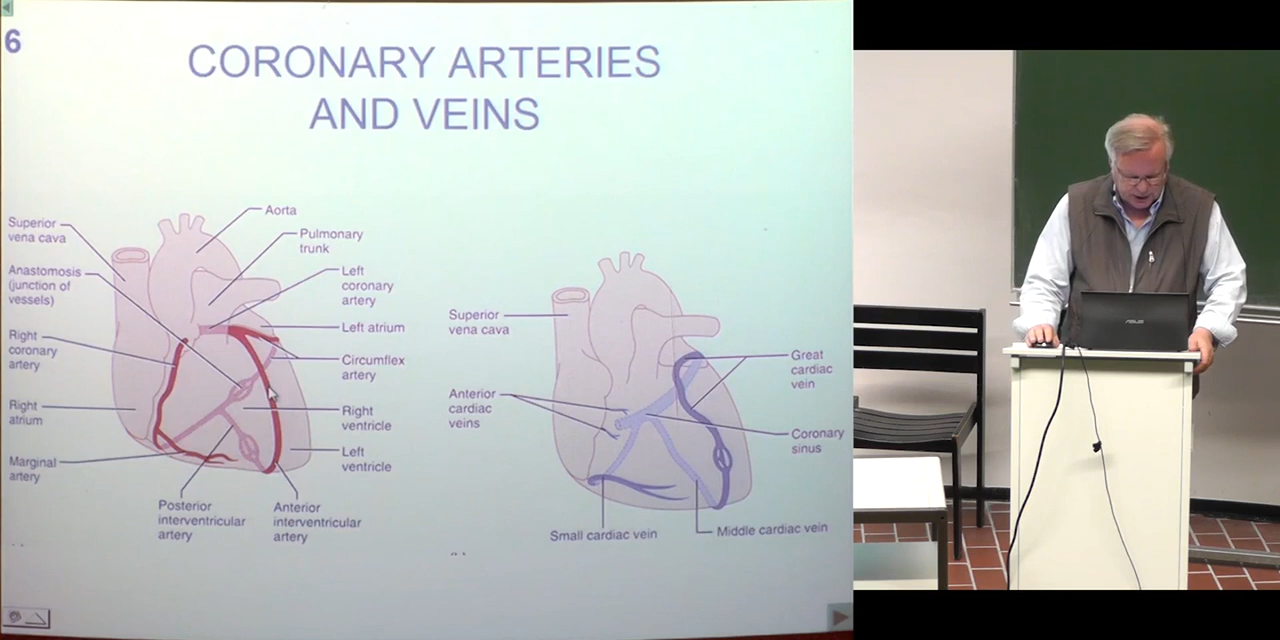 6
CORONARY ARTERIES
AND VEINS
Aorta
Superior
vena cava
Pulmonary
trunk
Anastomosis
(junction of
vessels)
Left
coronary
artery
Left atrium
Right
coronary
artery
Circumflex
artery
Right
atrium
Right
ventricle
Marginal
artery
Left
ventricle
Posterior
interventricular
artery
Anterior
interventricular
artery
Superior
vena cava
Great
cardiac
vein
Anterior
cardiac
veins
Coronary
sinus
Small cardiac vein
Middle cardiac vein
ASUS